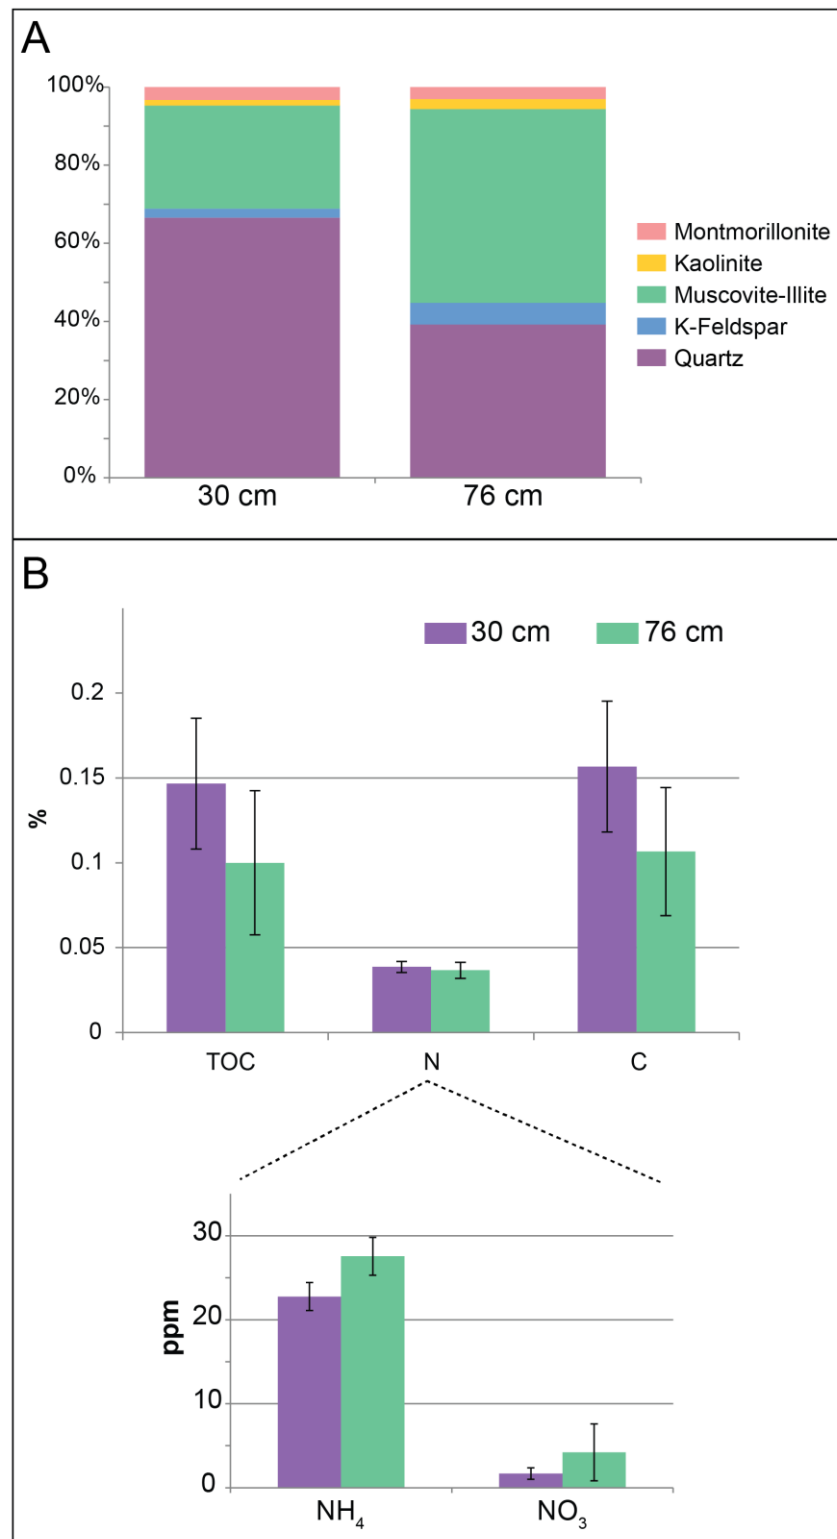 A
100%
80%
60%
40%
20%
0%
30 cm
76 cm
Montmorillonite
Kaolinite
Muscovite-Illite
K-Feldspar
Quartz
B
30 cm
76 cm
0.2
0.15
0.1
0.05
0
%
TOC
N
C
30
20
10
0
ppm
NH4
NO3